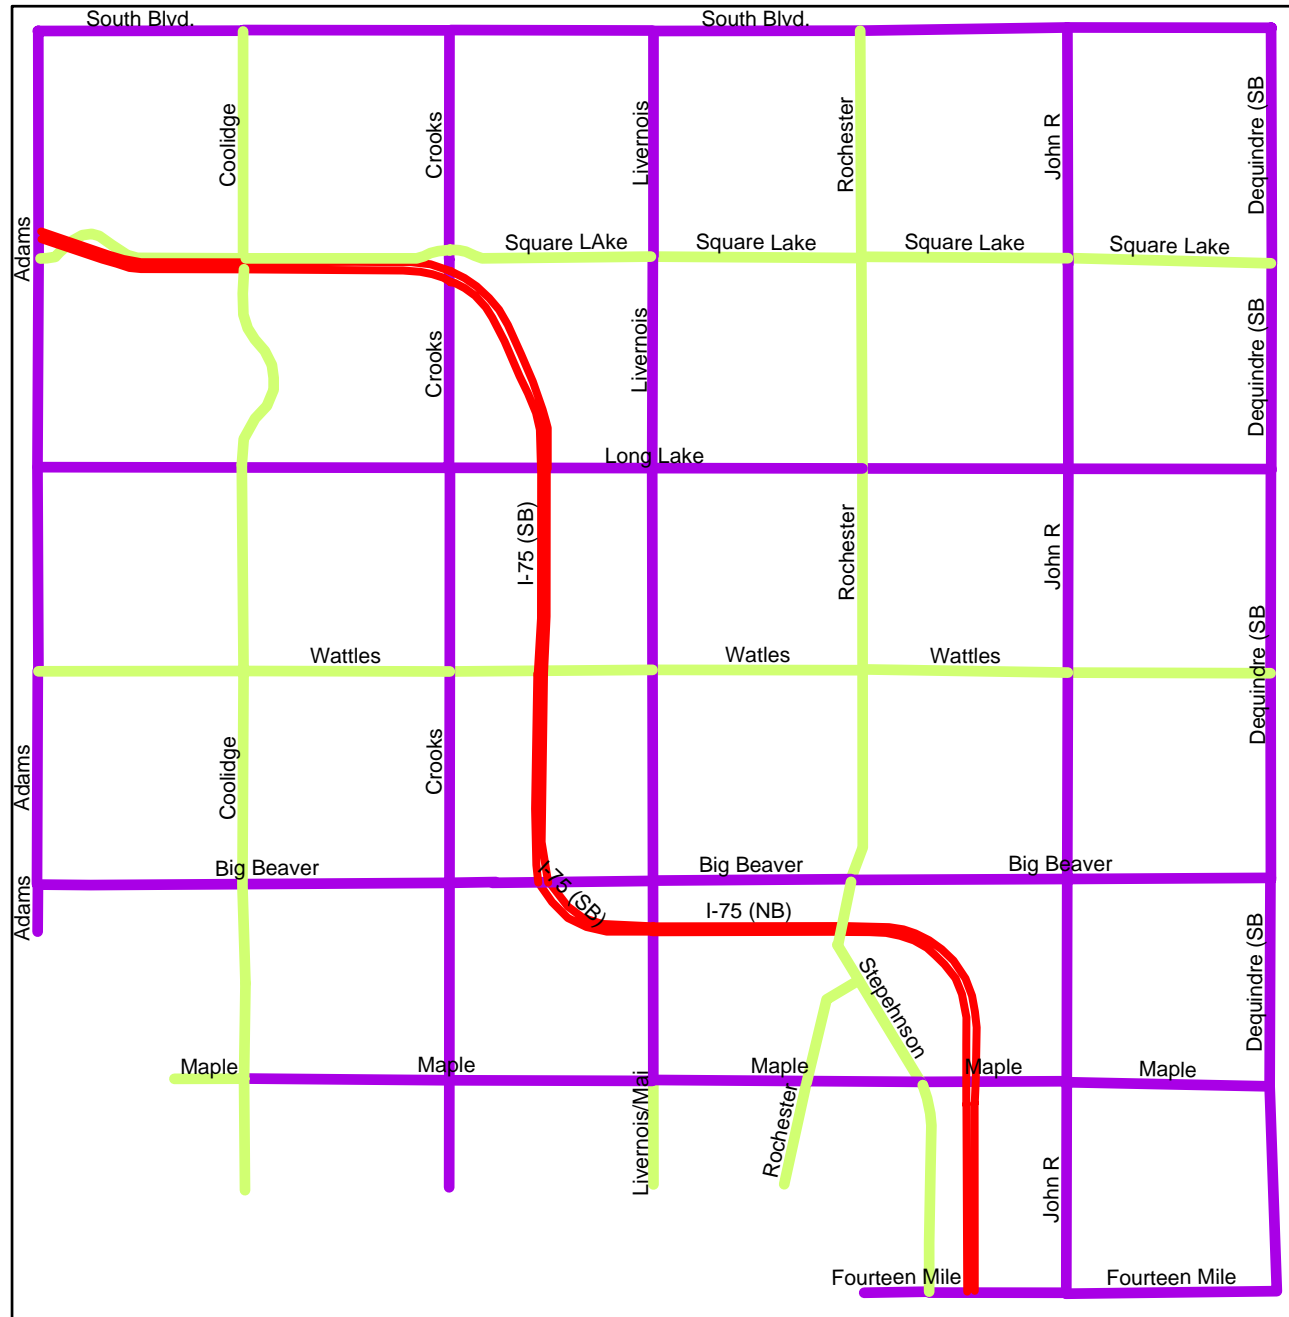 South Blvd.
South Blvd.
Coolidge
Crooks
Livernois
Rochester
John R
Dequindre (SB
Adams
Square LAke
Square Lake
Square Lake
Square Lake
Crooks
Livernois
Dequindre (SB
Long Lake
I-75 (SB)
Rochester
John R
Wattles
Watles
Wattles
Dequindre (SB
Adams
Coolidge
Crooks
Big Beaver
Big Beaver
Big Beaver
Adams
I-75 (SB)
I-75 (NB)
Dequindre (SB
Stepehnson
Maple
Maple
Maple
Maple
Maple
Livernois/Mai
Rochester
John R
Fourteen Mile
Fourteen Mile